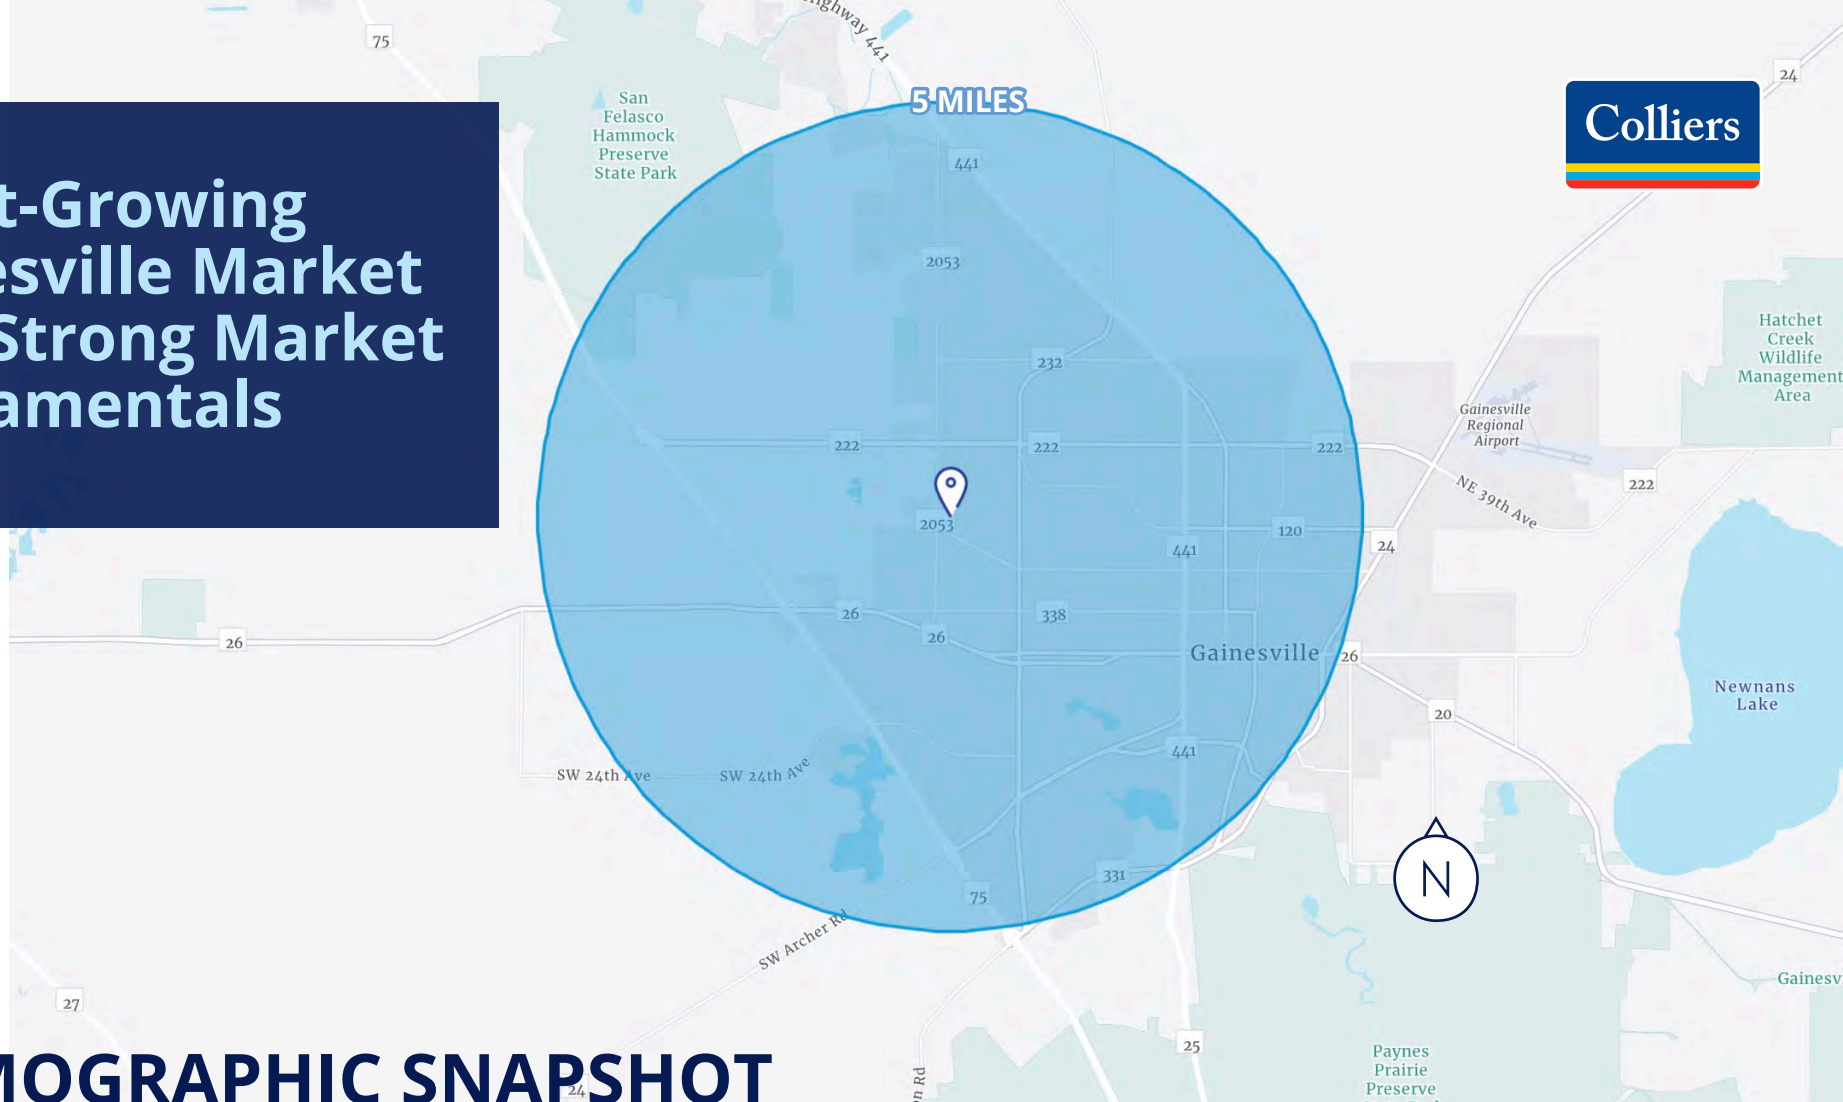 75
Highway 441
24
5 MILES
Colliers
San
Felasco
Hammock
Preserve
State Park
441
t-Growing
esville Market
Strong Market
amentals
2053
232
Hatchet
Creek
Wildlife
Management
Area
Gainesville
Regional
Airport
222
222
222
222
NE 39th Ave
2053
120
441
24
26
338
26
26
Gainesville
26
Newnans
Lake
20
441
SW 24th Ave
SW 24th Ave
331
75
N
SW Archer Rd
27
Gainesv
25
Paynes
Prairie
Preserve
MOGRAPHIC SNAPSHOT
24
en Rd